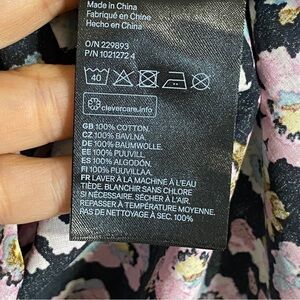 Made in China
Fabriqué en Chine
Hecho en China
O/N 229893
P/N 1021272 4
40
clevercare.info
GB 100% COTTON.
CZ 100% BAVLNA.
DE 100% BAUMWOLLE.
EE 100% PUUVILL.
ES 100% ALGODÓN.
FI 100% PUUVILLAA.
FR LAVER À LA MACHINE À L'EAU
TIÈDE. BLANCHIR SANS CHLORE
SI NÉCESSAIRE. SÉCHER À L'AIR.
REPASSER À TEMPÉRATURE MOYENNE.
PAS DE NETTOYAGE À SEC. 100%